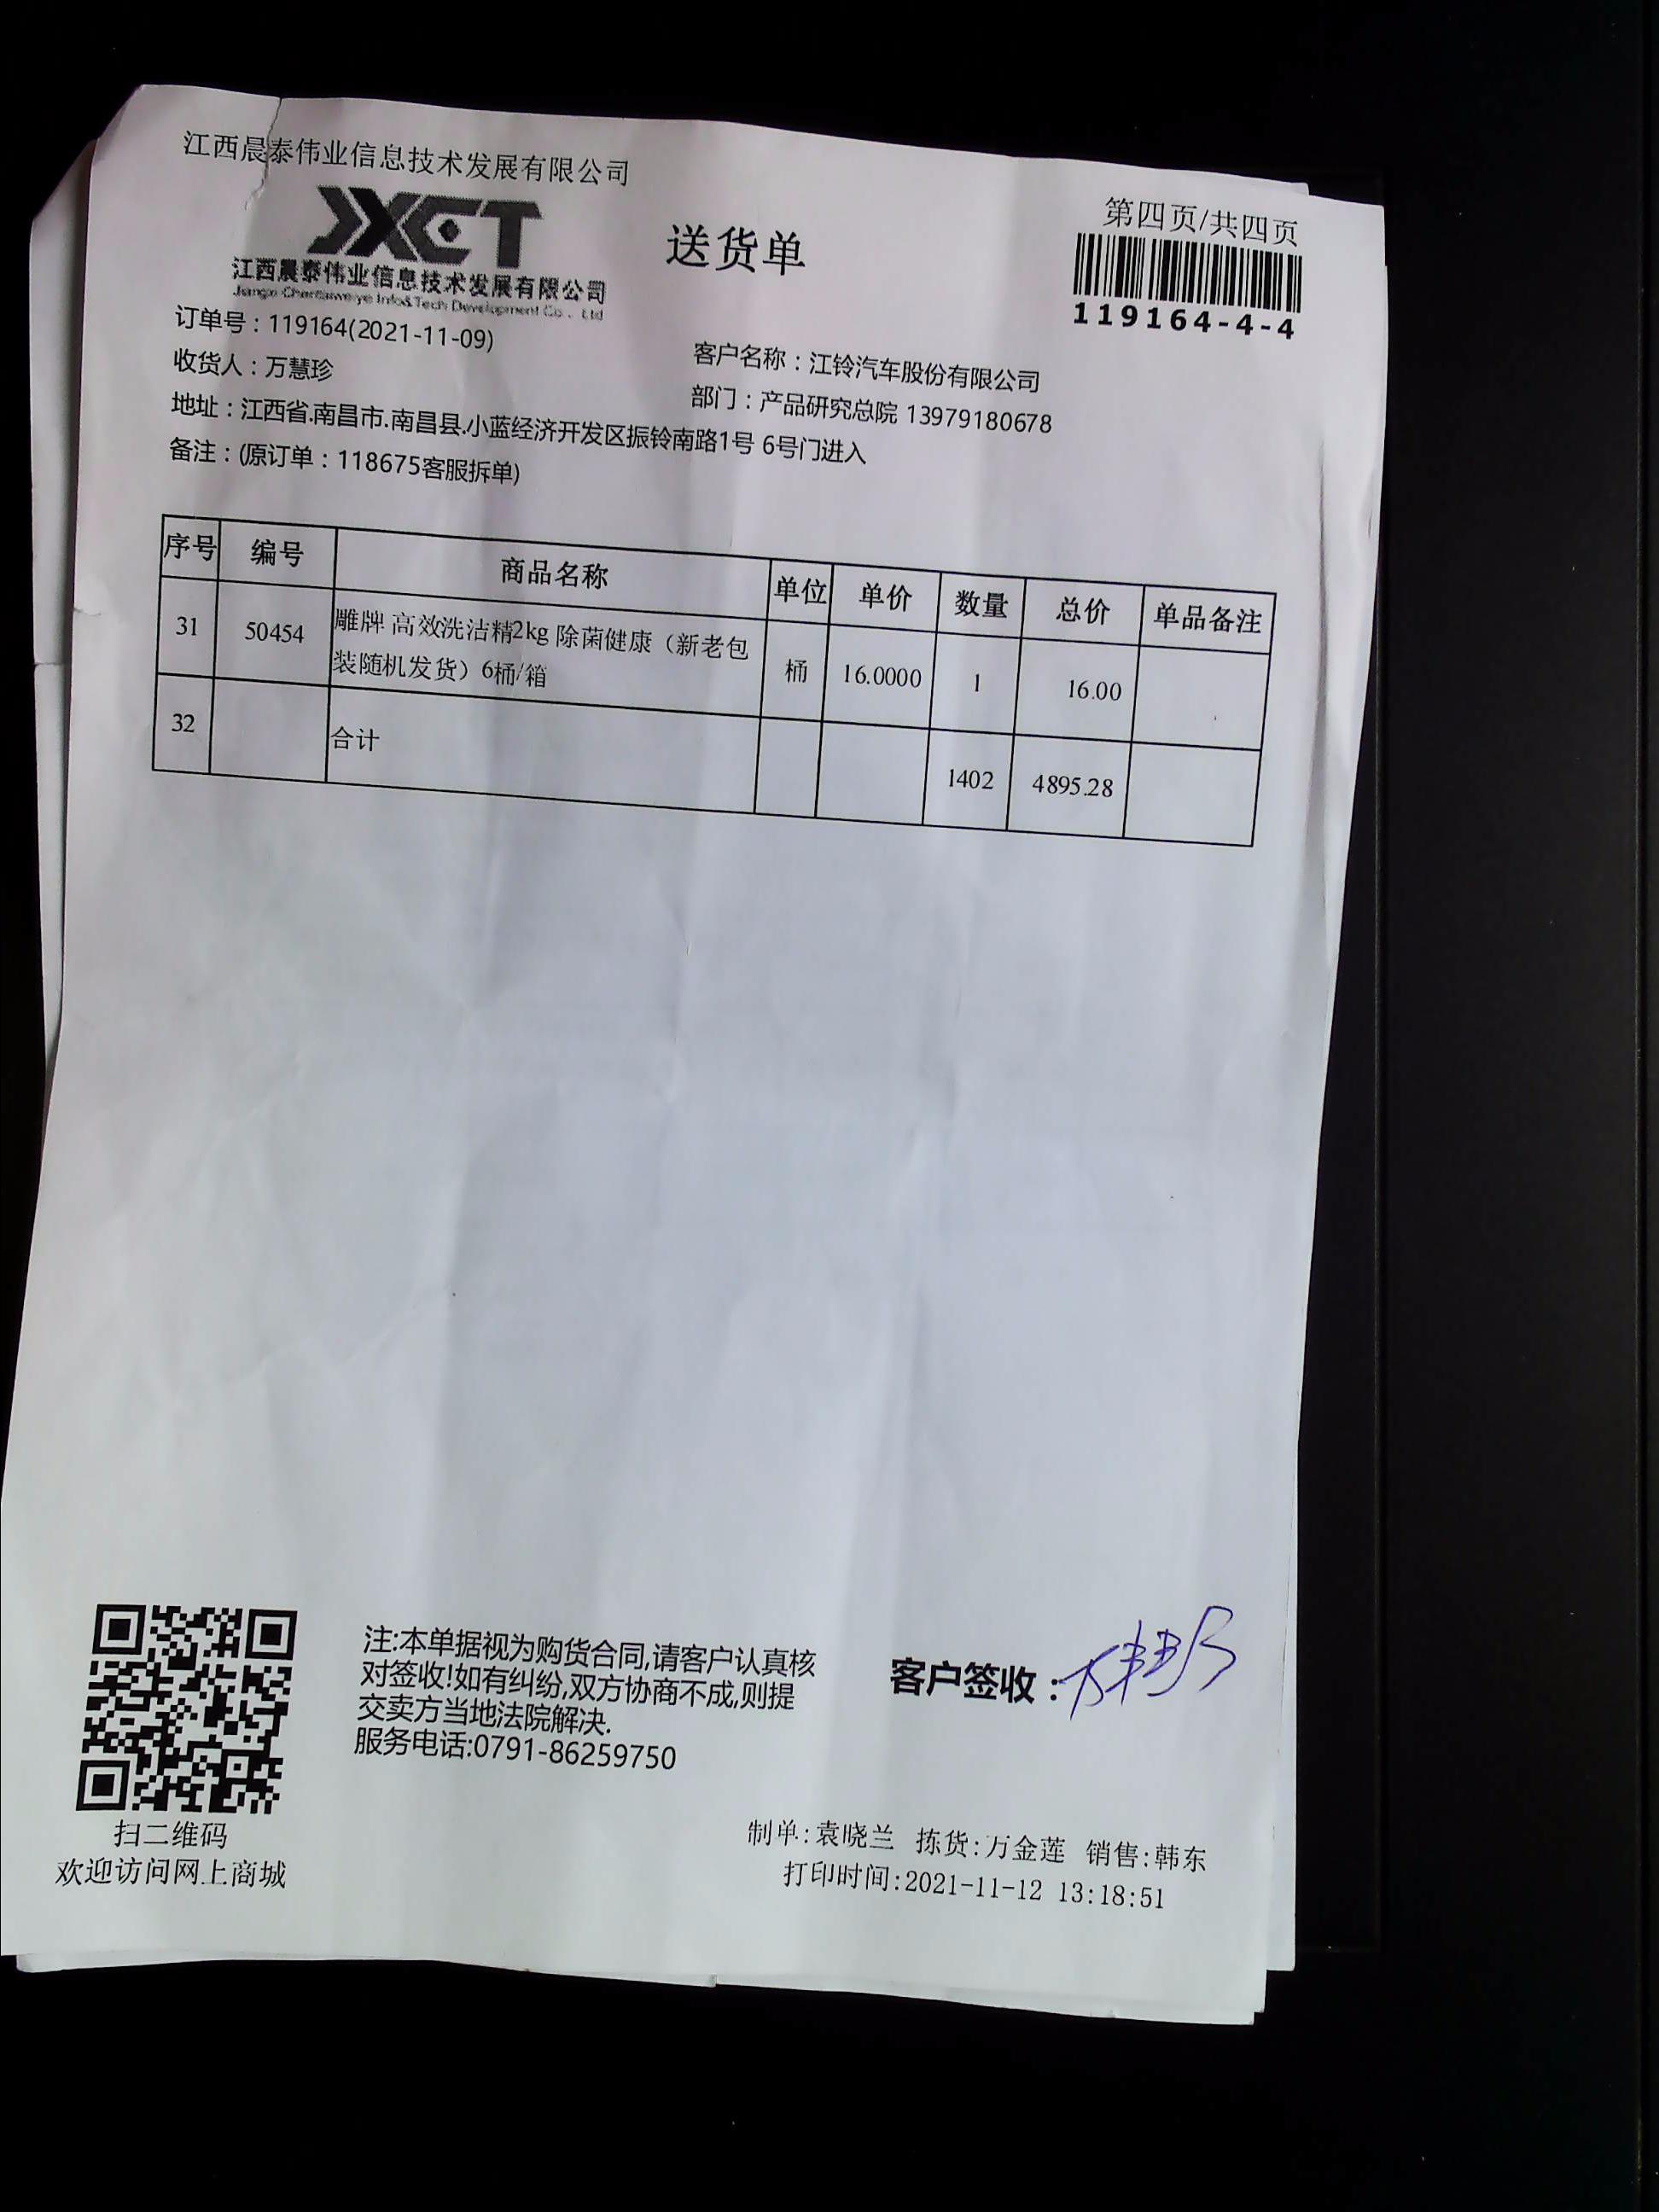 江西晨泰伟业信息技术发展有限公司
第四页/共四页
JXCT
送货单
江西晨泰伟业信息技术发展有限公司
Jiangxi Chentaiweiye Info&Tech Development Co., Ltd
119164-4-4
订单号：119164(2021-11-09)
客户名称：江铃汽车股份有限公司
收货人：万慧珍
部门：产品研究总院 13979180678
地址：江西省.南昌市.南昌县.小蓝经济开发区振铃南路1号 6号门进入
备注：(原订单：118675客服拆单)
序号 编号 商品名称 单位 单价 数量 总价 单品备注
31 50454 雕牌 高效洗洁精2kg 除菌健康（新老包 桶 16.0000 1 16.00
装随机发货）6桶/箱
32 合计 1402 4895.28
注:本单据视为购货合同,请客户认真核
对签收!如有纠纷,双方协商不成,则提
交卖方当地法院解决.
服务电话:0791-86259750
客户签收：
扫二维码
欢迎访问网上商城
制单:袁晓兰 拣货:万金莲 销售:韩东
打印时间:2021-11-12 13:18:51